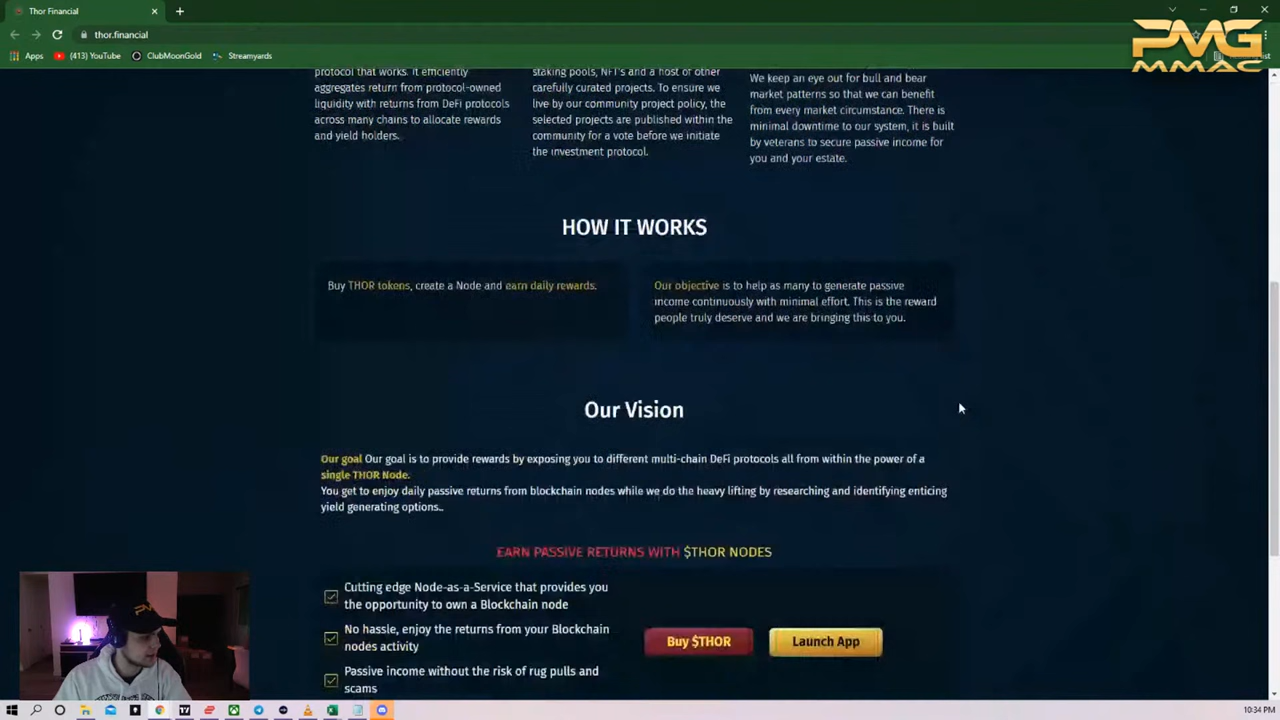 Thor Financial
thor.financial
Apps
(413) YouTube
ClubMoonGold
Streamyards
PMG
MMAC
protocol that works. It efficiently
aggregates return from protocol-owned
liquidity with returns from DeFi protocols
across many chains to allocate rewards
and yield holders.
staking pools, NFT's and a host of other
carefully curated projects. To ensure we
live by our community project policy, the
selected projects are published within the
community for a vote before we initiate
the investment protocol.
We keep an eye out for bull and bear
market patterns so that we can benefit
from every market circumstance. There is
minimal downtime to our system, it is built
by veterans to secure passive income for
you and your estate.
HOW IT WORKS
Buy THOR tokens, create a Node and earn daily rewards.
Our objective is to help as many to generate passive
income continuously with minimal effort. This is the reward
people truly deserve and we are bringing this to you.
Our Vision
Our goal Our goal is to provide rewards by exposing you to different multi-chain DeFi protocols all from within the power of a
single THOR Node.
You get to enjoy daily passive returns from blockchain nodes while we do the heavy lifting by researching and identifying enticing
yield generating options..
EARN PASSIVE RETURNS WITH $THOR NODES
Cutting edge Node-as-a-Service that provides you
the opportunity to own a Blockchain node
No hassle, enjoy the returns from your Blockchain
nodes activity
Passive income without the risk of rug pulls and
scams
Buy $THOR
Launch App
10:34 PM